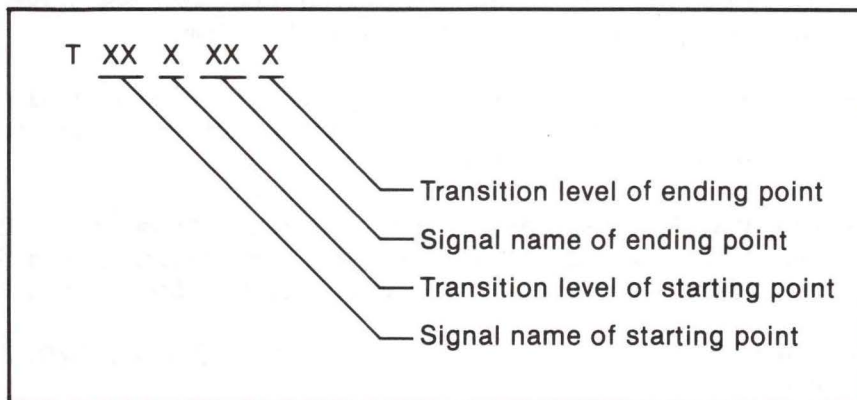 T XX X XX X
Transition level of ending point
Signal name of ending point
Transition level of starting point
Signal name of starting point